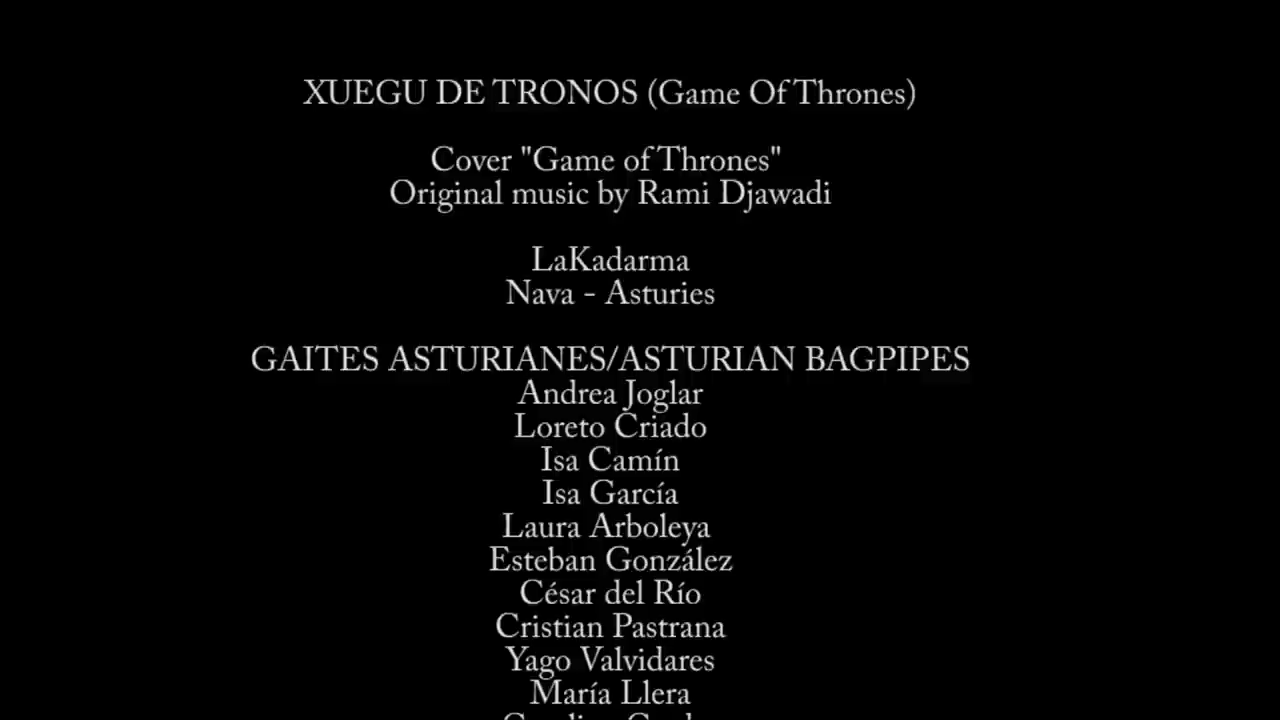 XUEGU DE TRONOS (Game Of Thrones)
Cover "Game of Thrones"
Original music by Rami Djawadi
LaKadarma
Nava - Asturies
GAITES ASTURIANES/ASTURIAN BAGPIPES
Andrea Joglar
Loreto Criado
Isa Camín
Isa García
Laura Arboleya
Esteban González
César del Río
Cristian Pastrana
Yago Valvidares
María Llera